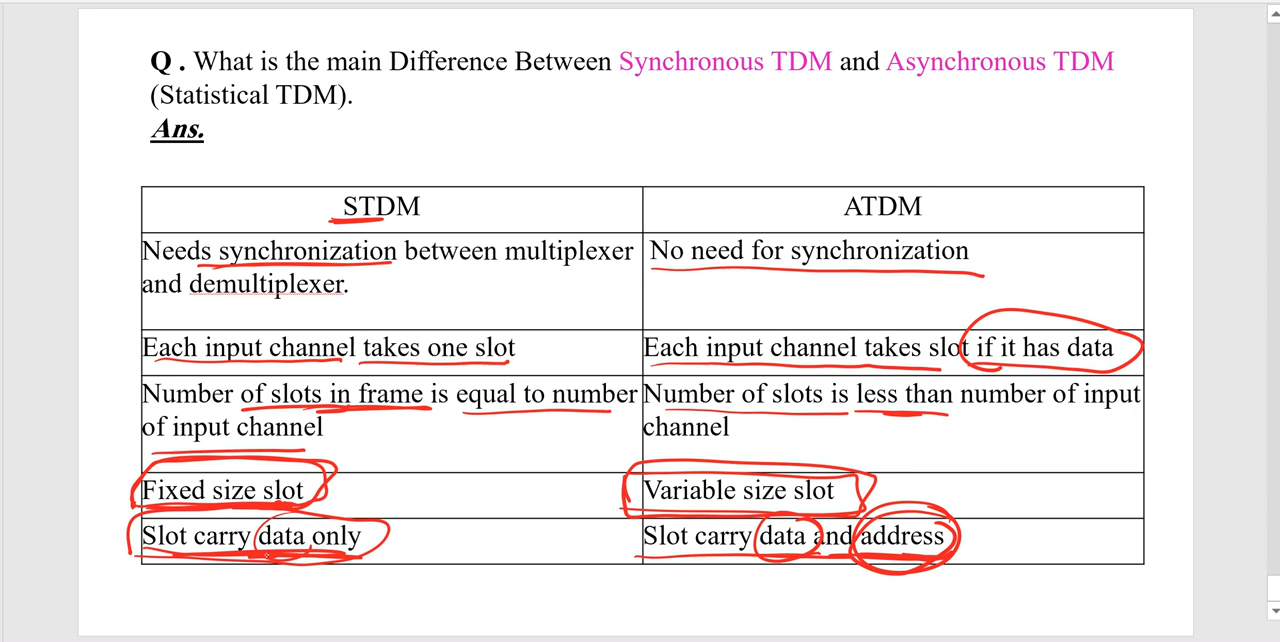 Q . What is the main Difference Between Synchronous TDM and Asynchronous TDM
(Statistical TDM).
Ans.
STDM
ATDM
Needs synchronization between multiplexer
and demultiplexer.
No need for synchronization
Each input channel takes one slot
Each input channel takes slot if it has data
Number of slots in frame is equal to number
of input channel
Number of slots is less than number of input
channel
Fixed size slot
Variable size slot
Slot carry data only
Slot carry data and address